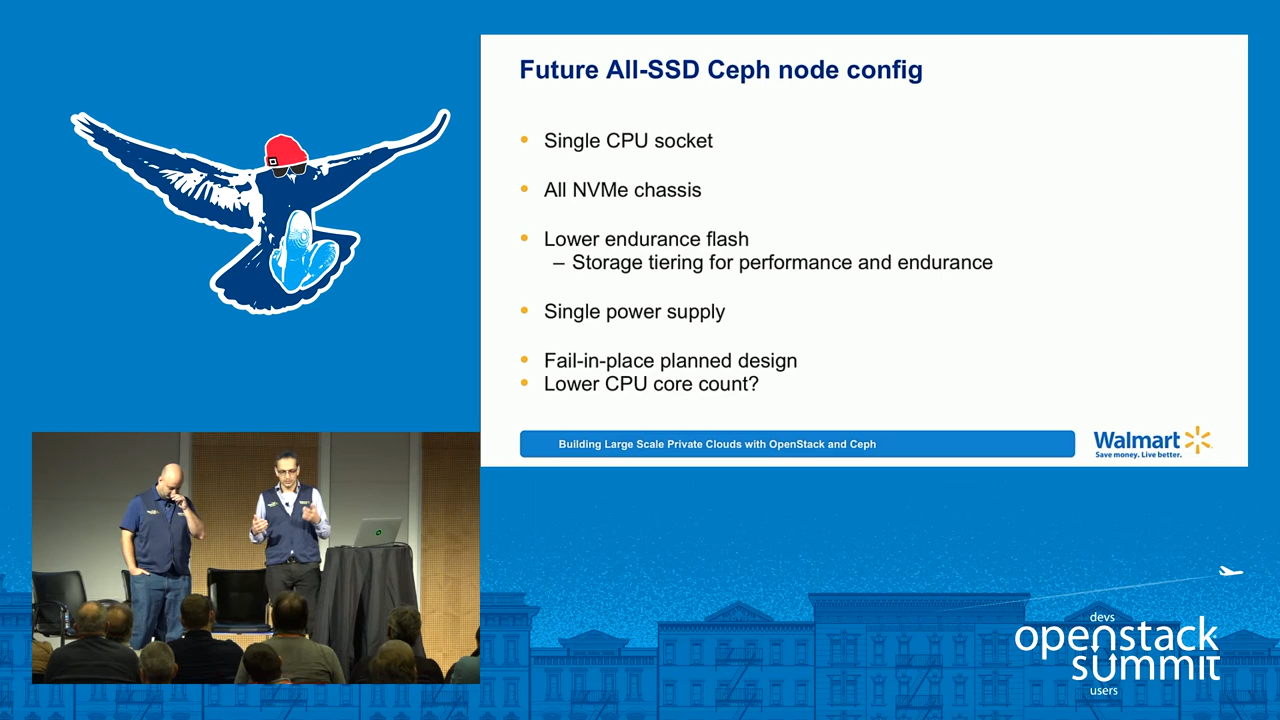 Future All-SSD Ceph node config
• Single CPU socket
• All NVMe chassis
• Lower endurance flash
– Storage tiering for performance and endurance
• Single power supply
• Fail-in-place planned design
• Lower CPU core count?
Building Large Scale Private Clouds with OpenStack and Ceph
Walmart
Save money. Live better.
devs
openstack
summit
users